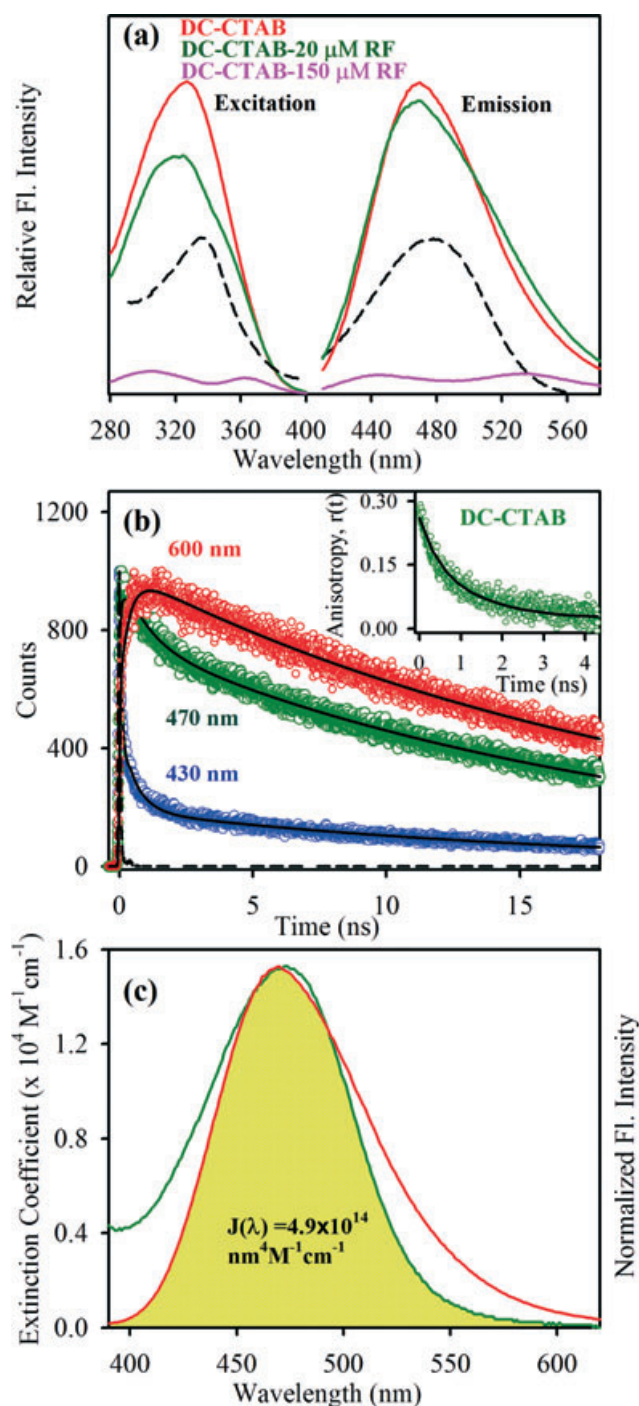 (a)
DC-CTAB
DC-CTAB-20 μM RF
DC-CTAB-150 μM RF
Excitation
Emission
Relative Fl. Intensity
280 320 360 400 440 480 520 560
Wavelength (nm)
(b)
1200
800
400
0
Counts
600 nm
470 nm
430 nm
0 5 10 15
Time (ns)
DC-CTAB
Anisotropy, r(t)
0.30
0.15
0.00
0 1 2 3 4
Time (ns)
(c)
1.6
1.2
0.8
0.4
0.0
Extinction Coefficient (x 10⁴ M⁻¹cm⁻¹)
Normalized Fl. Intensity
J(λ) =4.9x10¹⁴
nm⁴M⁻¹cm⁻¹
400 450 500 550 600
Wavelength (nm)